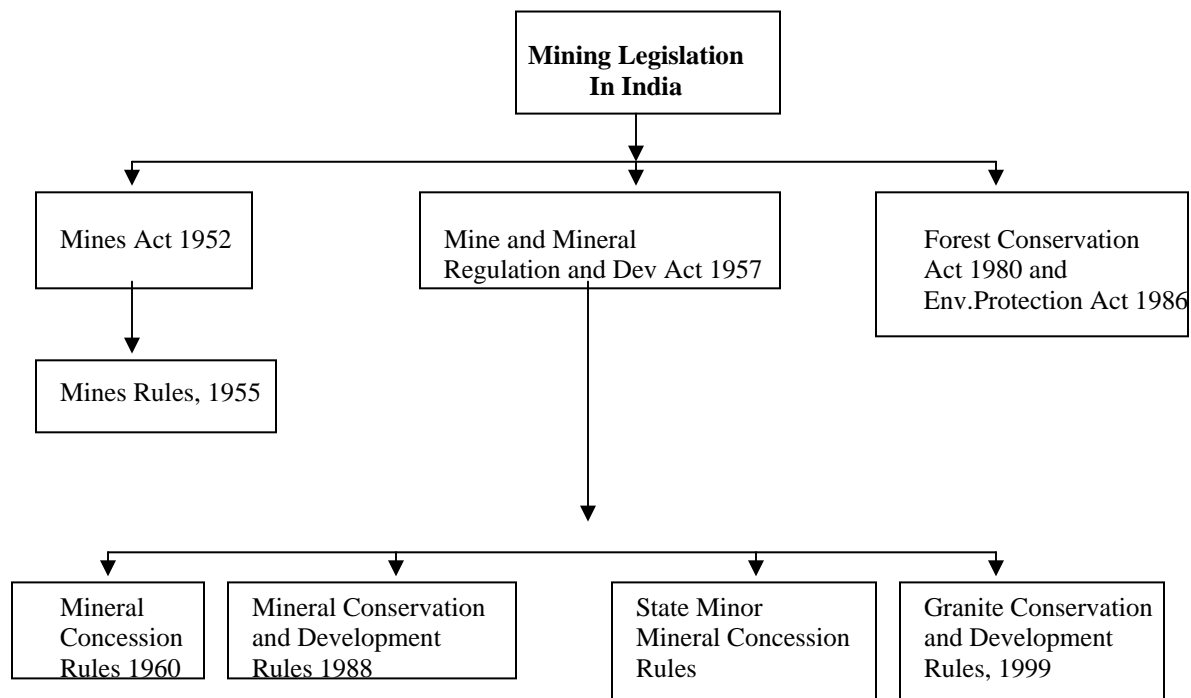 Mining Legislation
In India
Mines Act 1952
Mine and Mineral
Regulation and Dev Act 1957
Forest Conservation
Act 1980 and
Env.Protection Act 1986
Mines Rules, 1955
Mineral
Concession
Rules 1960
Mineral Conservation
and Development
Rules 1988
State Minor
Mineral Concession
Rules
Granite Conservation
and Development
Rules, 1999